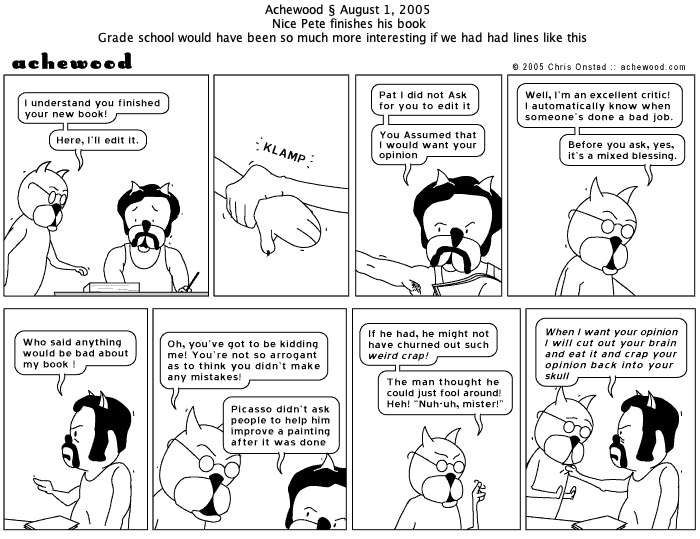 Achewood § August 1, 2005
Nice Pete finishes his book
Grade school would have been so much more interesting if we had had lines like this
achewood
© 2005 Chris Onstad :: achewood.com
I understand you finished
your new book!
Here, I'll edit it.
KLAMP
Pat I did not Ask
for you to edit it
You Assumed that
I would want your
opinion
Well, I'm an excellent critic!
I automatically know when
someone's done a bad job.
Before you ask, yes,
it's a mixed blessing.
Who said anything
would be bad about
my book !
Oh, you've got to be kidding
me! You're not so arrogant
as to think you didn't make
any mistakes!
Picasso didn't ask
people to help him
improve a painting
after it was done
If he had, he might not
have churned out such
weird crap!
The man thought he
could just fool around!
Heh! "Nuh-uh, mister!"
When I want your opinion
I will cut out your brain
and eat it and crap your
opinion back into your
skull